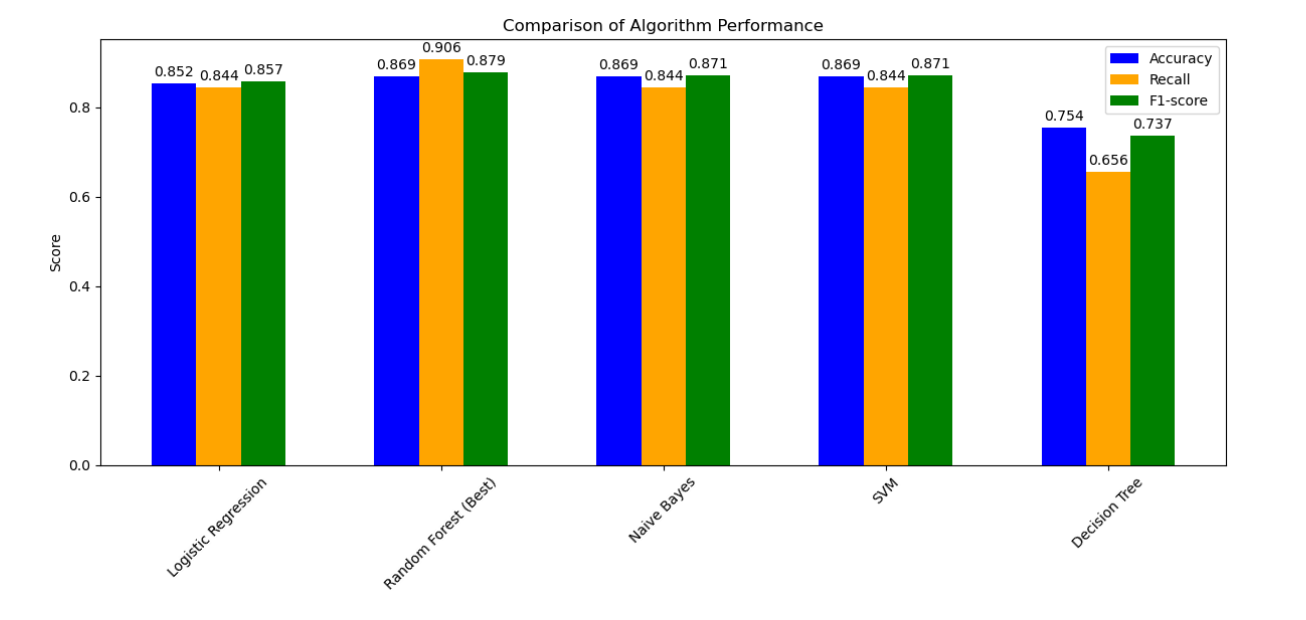 Comparison of Algorithm Performance
0.852 0.844 0.857 0.869 0.906 0.879 0.869 0.844 0.871 0.869 0.844 0.871 0.754 0.656 0.737
Accuracy
Recall
F1-score
Score
0.8
0.6
0.4
0.2
0.0
Logistic Regression
Random Forest (Best)
Naive Bayes
SVM
Decision Tree